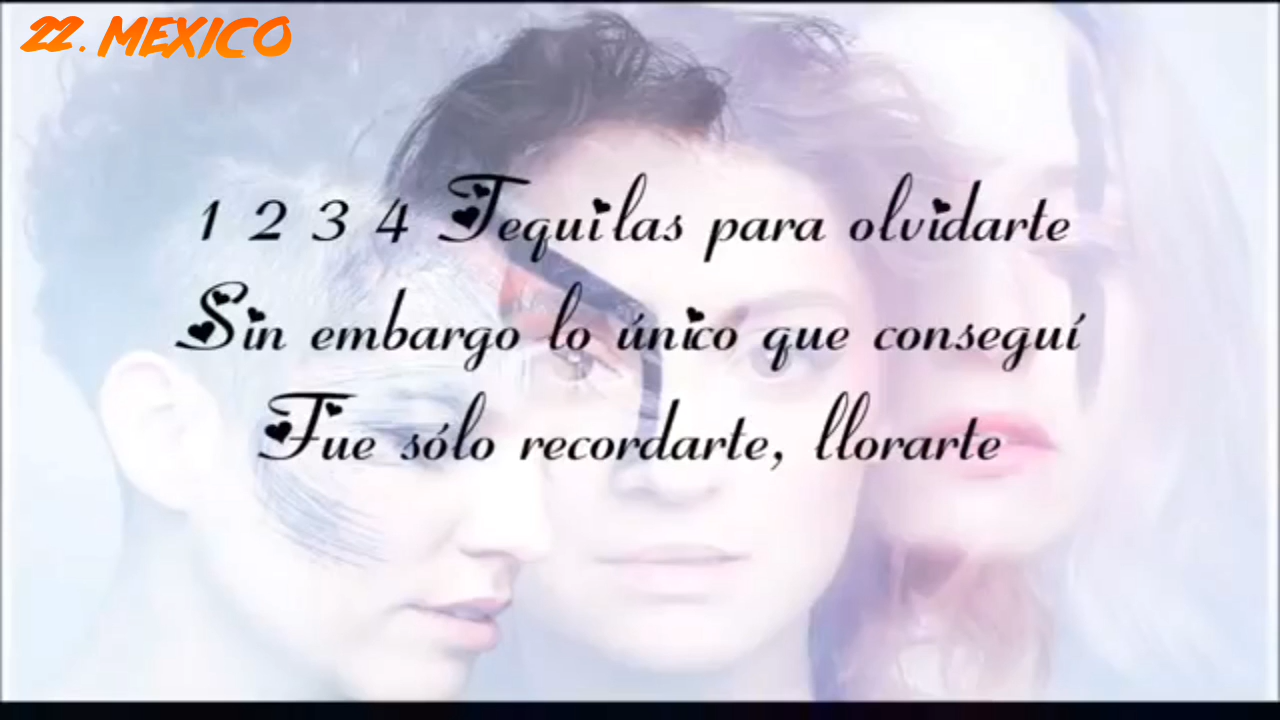 22. MEXICO
1 2 3 4 Tequilas para olvidarte
Sin embargo lo único que conseguí
Fue sólo recordarte, llorarte